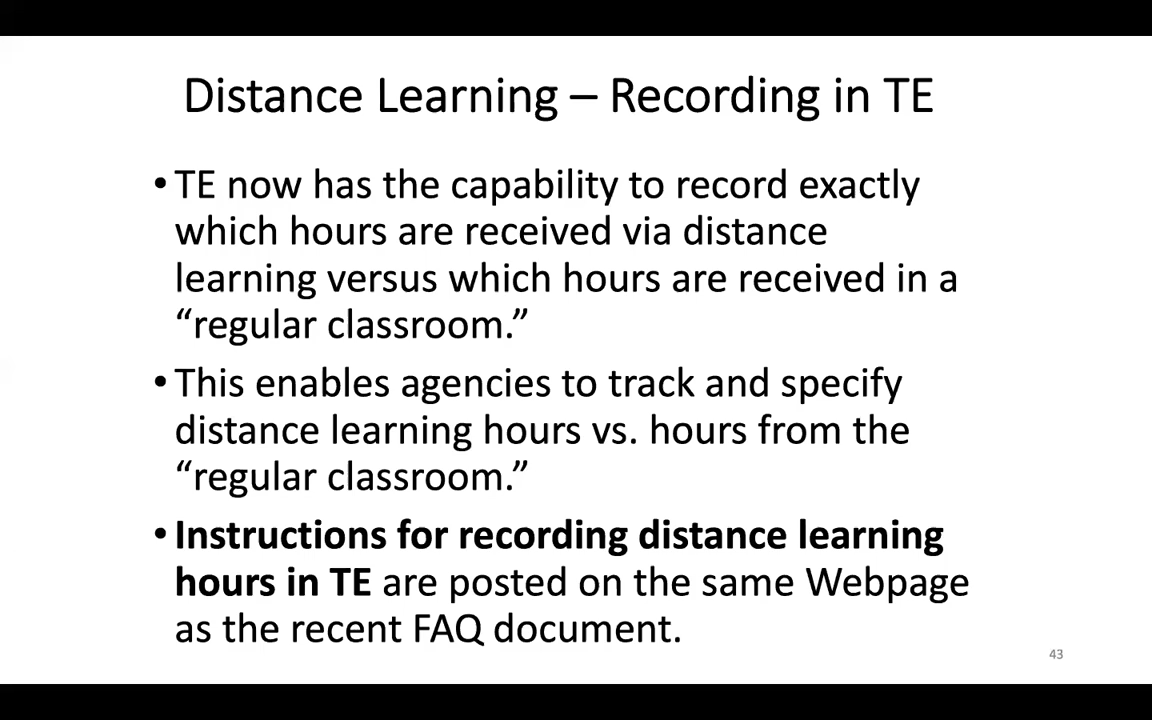 Distance Learning – Recording in TE
• TE now has the capability to record exactly
which hours are received via distance
learning versus which hours are received in a
“regular classroom.”
• This enables agencies to track and specify
distance learning hours vs. hours from the
“regular classroom.”
• Instructions for recording distance learning
hours in TE are posted on the same Webpage
as the recent FAQ document.
43